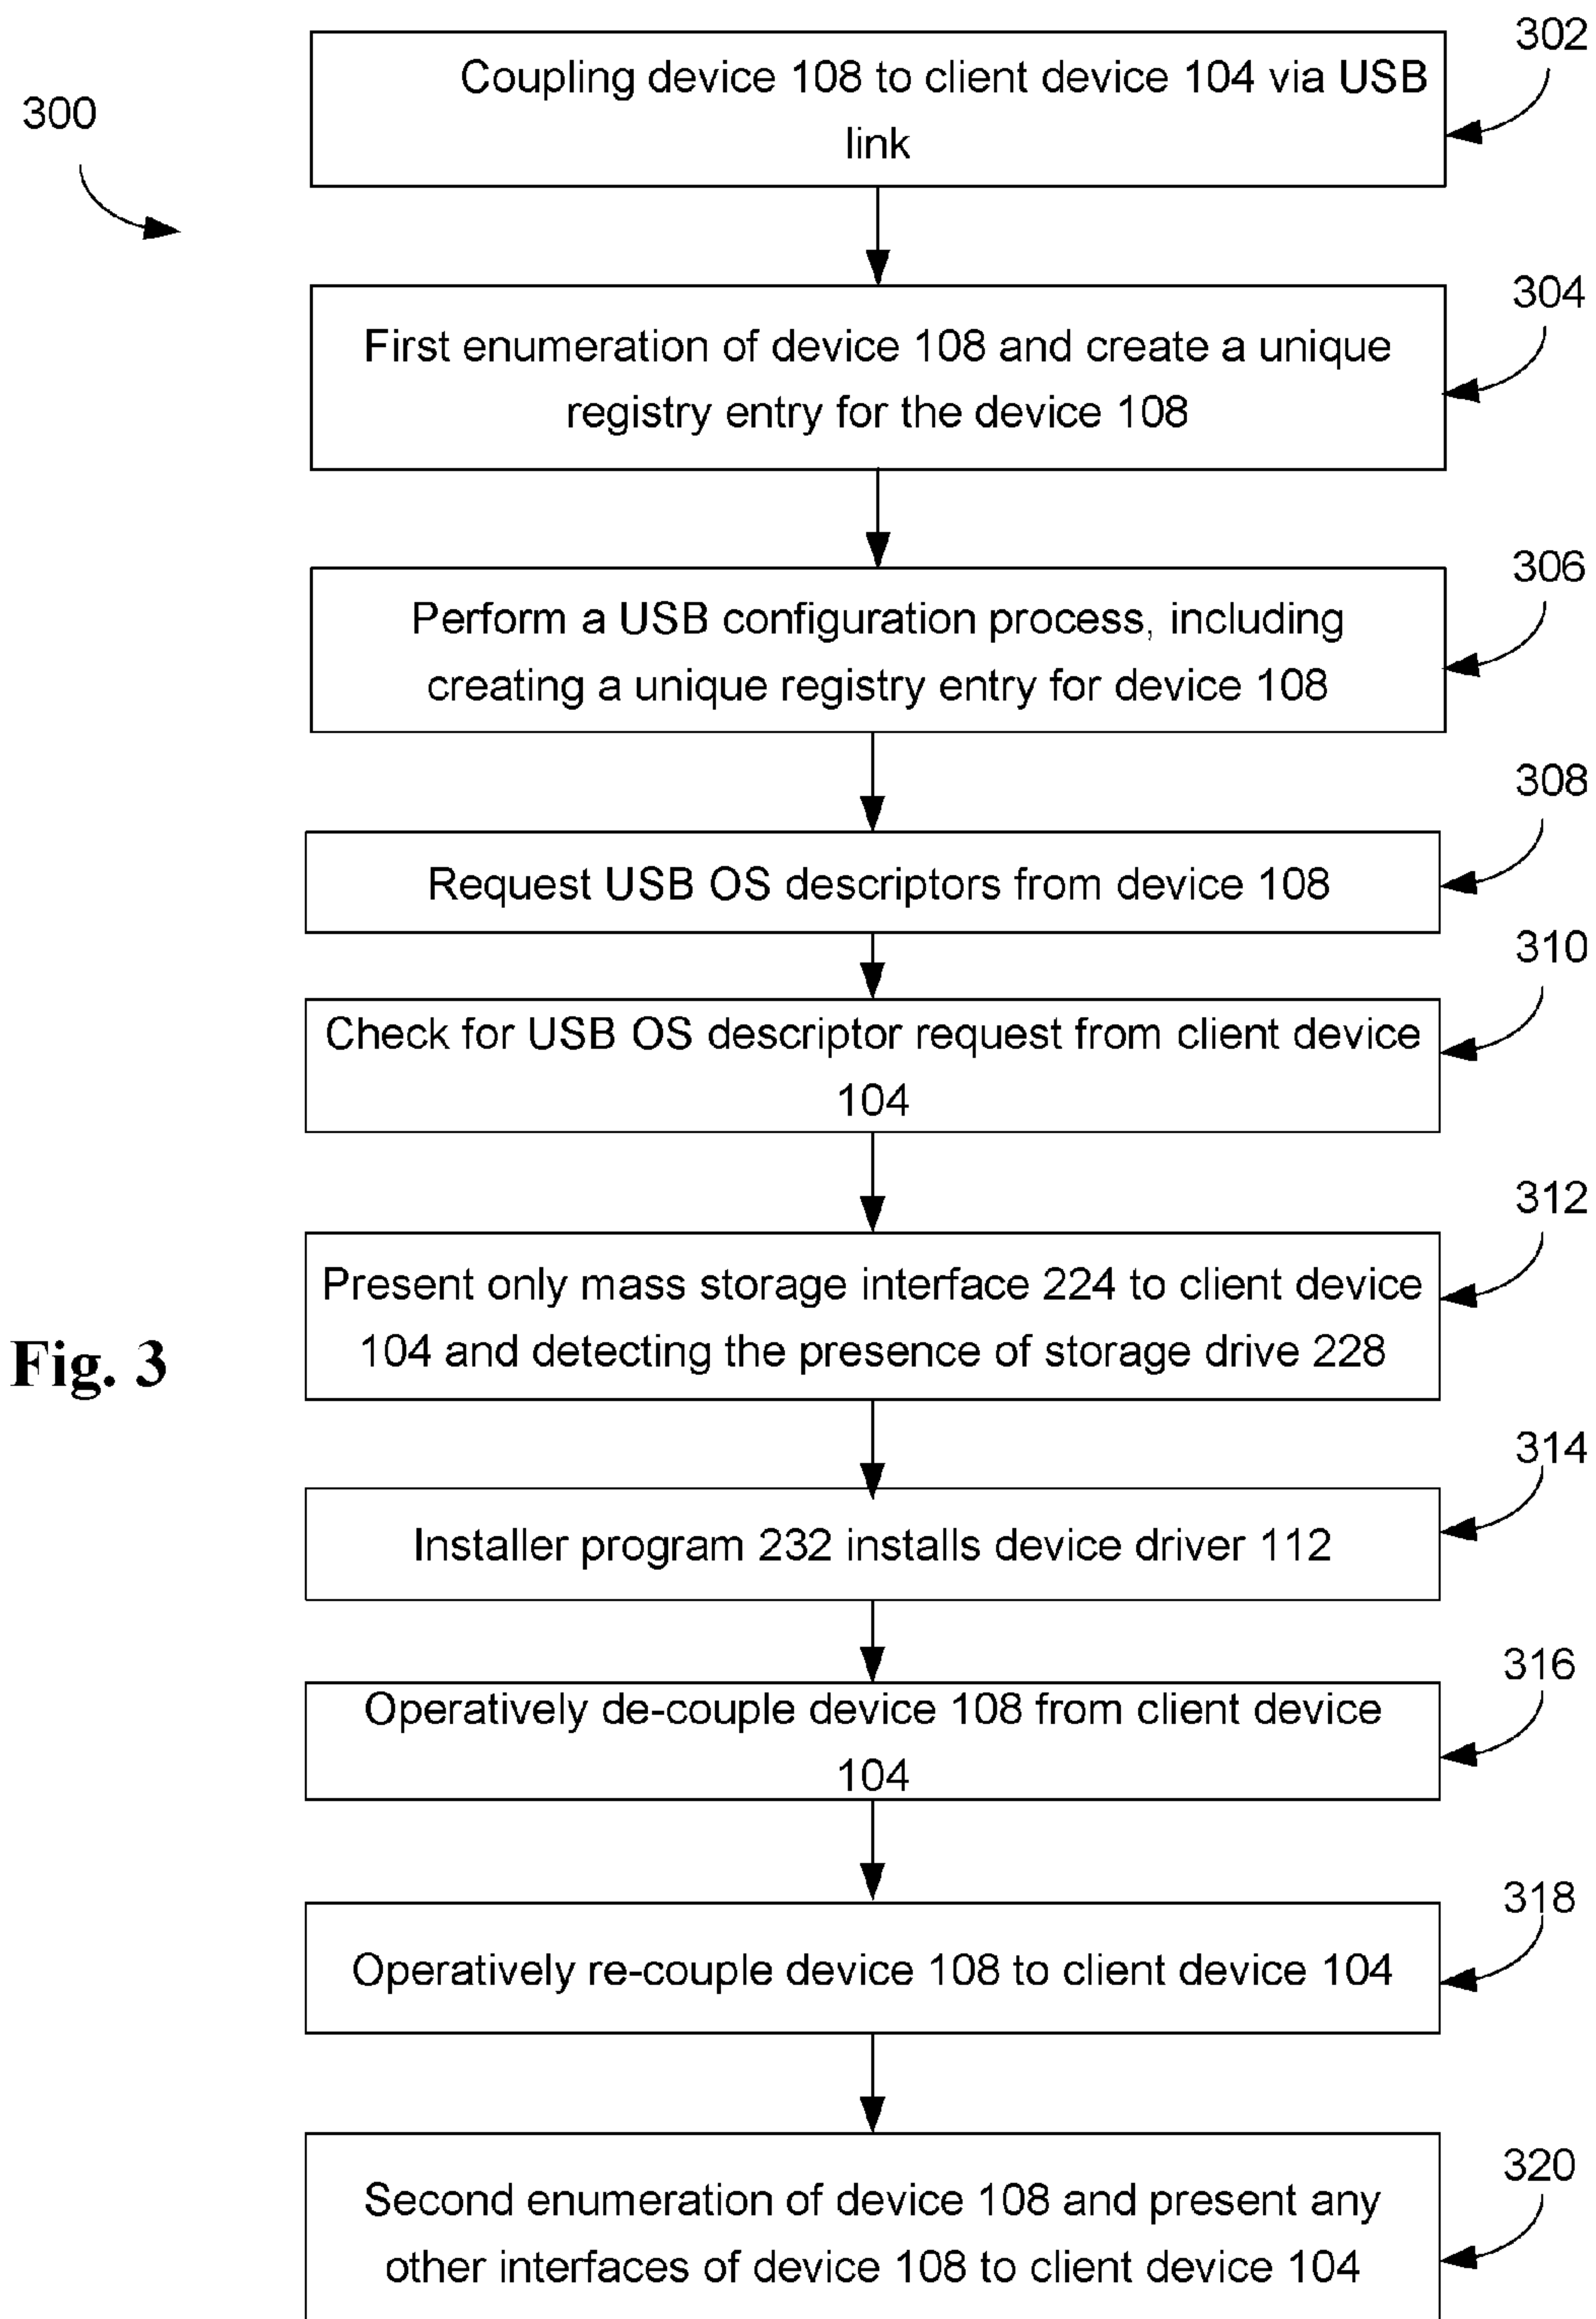 302
Coupling device 108 to client device 104 via USB
link
300
304
First enumeration of device 108 and create a unique
registry entry for the device 108
306
Perform a USB configuration process, including
creating a unique registry entry for device 108
308
Request USB OS descriptors from device 108
310
Check for USB OS descriptor request from client device
104
312
Present only mass storage interface 224 to client device
104 and detecting the presence of storage drive 228
Fig. 3
314
Installer program 232 installs device driver 112
316
Operatively de-couple device 108 from client device
104
318
Operatively re-couple device 108 to client device 104
320
Second enumeration of device 108 and present any
other interfaces of device 108 to client device 104